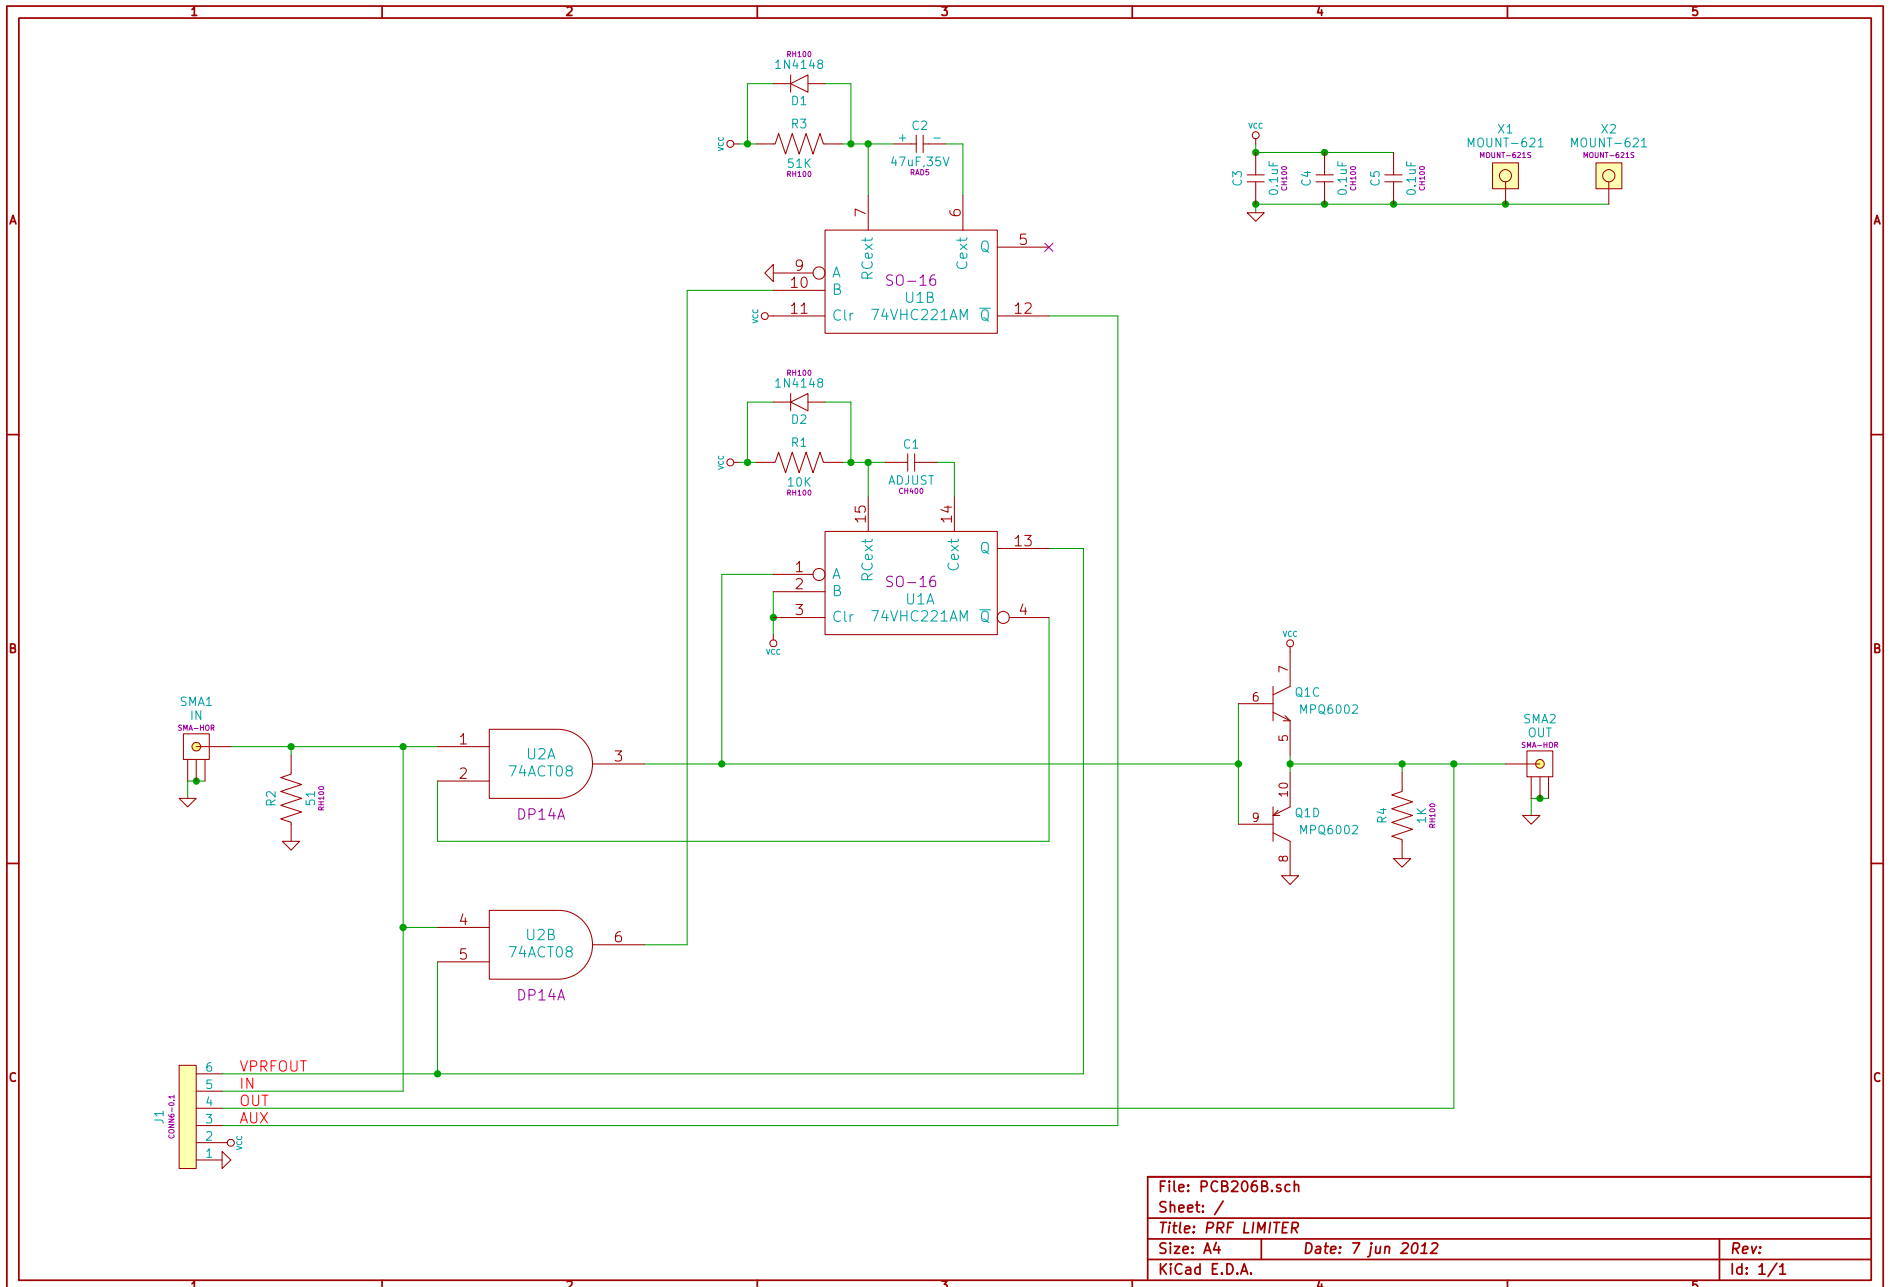 1 2 3 4 5
A A
B B
C C
RH100
1N4148
D1
R3
51K
RH100
VCC
C2
+ −
47uF,35V
RAD5
7 6
RCext Cext
Q 5
9 A
10 B
SO-16
U1B
VCC 11 Clr 74VHC221AM Q 12
VCC
C3 0.1uF CH100
C4 0.1uF CH100
C5 0.1uF CH100
X1
MOUNT-621
MOUNT-621S
X2
MOUNT-621
MOUNT-621S
RH100
1N4148
D2
R1
10K
RH100
VCC
C1
ADJUST
CH400
15 14
RCext Cext
Q 13
1 A
2 B
SO-16
U1A
3 Clr 74VHC221AM Q 4
VCC
SMA1
IN
SMA-HOR
R2 51 RH100
1
2
U2A
74ACT08
3
DP14A
4
5
U2B
74ACT08
6
DP14A
VCC
7
6 Q1C
MPQ6002
5
10
9 Q1D
MPQ6002
8
R4 1K RH100
SMA2
OUT
SMA-HOR
J1
CONN6-0.1
6 VPRFOUT
5 IN
4 OUT
3 AUX
2 VCC
1
File: PCB206B.sch
Sheet: /
Title: PRF LIMITER
Size: A4 Date: 7 jun 2012 Rev:
KiCad E.D.A. Id: 1/1
1 2 3 4 5